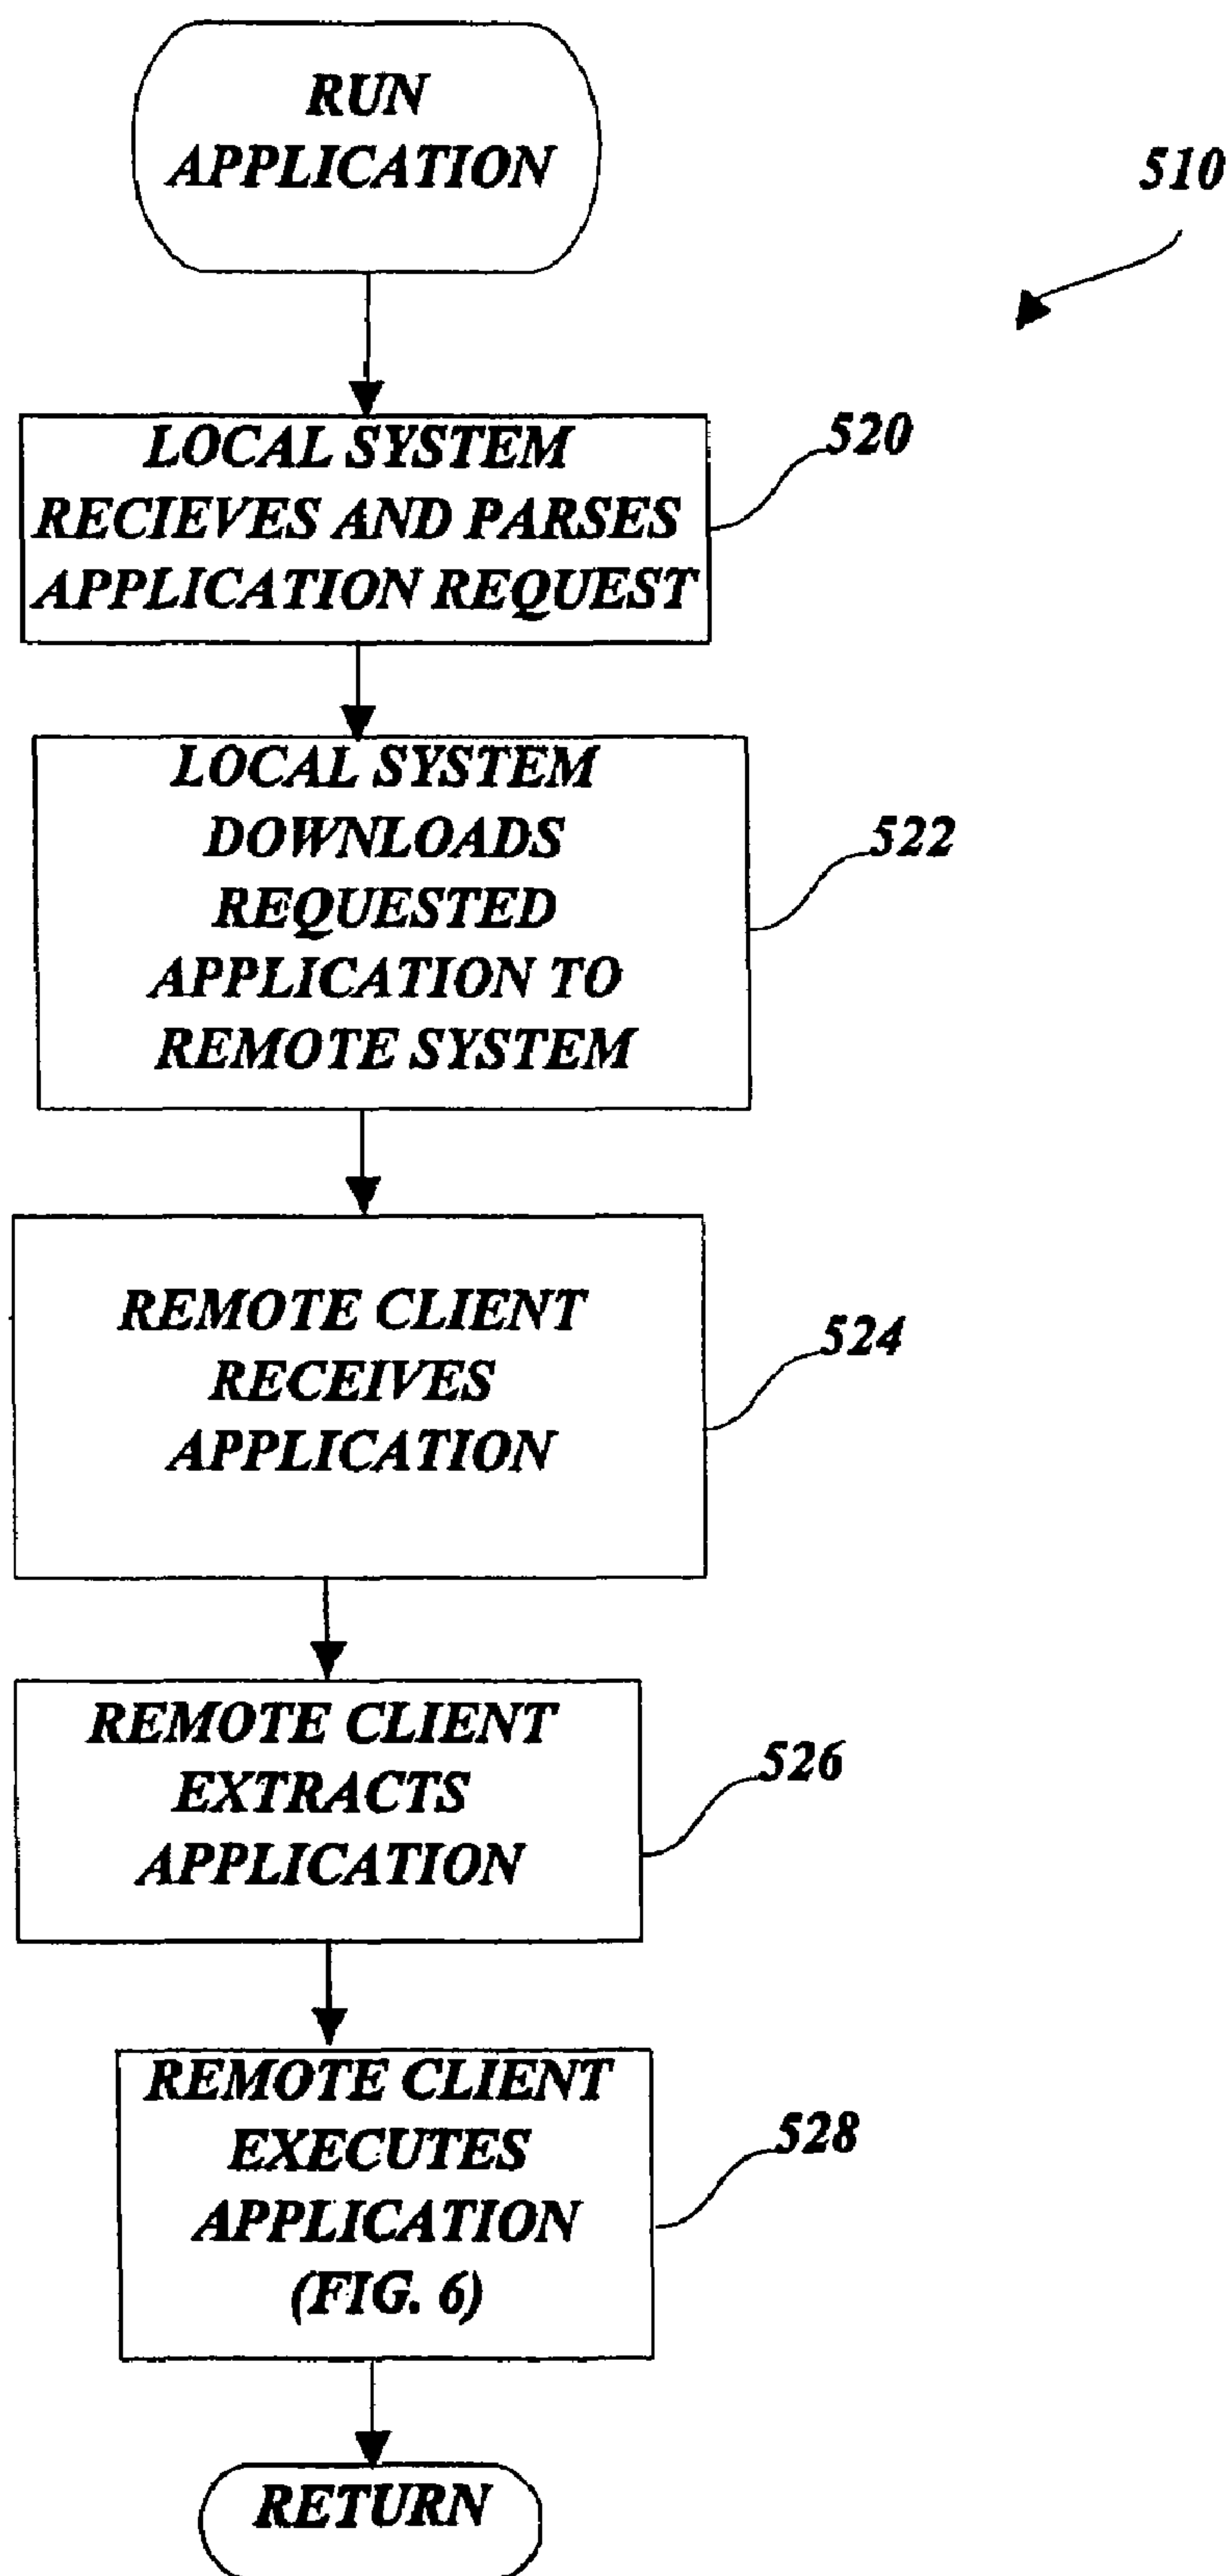 RUN
APPLICATION
510
LOCAL SYSTEM
RECIEVES AND PARSES
APPLICATION REQUEST
520
LOCAL SYSTEM
DOWNLOADS
REQUESTED
APPLICATION TO
REMOTE SYSTEM
522
REMOTE CLIENT
RECEIVES
APPLICATION
524
REMOTE CLIENT
EXTRACTS
APPLICATION
526
REMOTE CLIENT
EXECUTES
APPLICATION
(FIG. 6)
528
RETURN